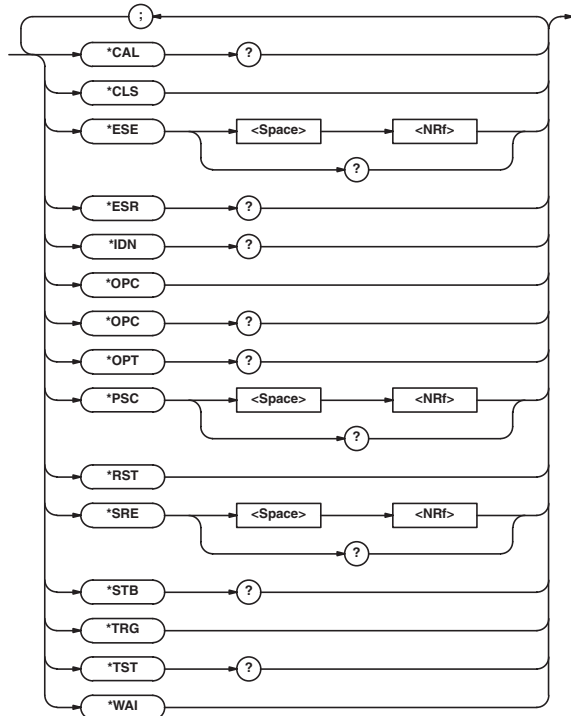 ;
*CAL ?
*CLS
*ESE <Space> <NRf>
?
*ESR ?
*IDN ?
*OPC
*OPC ?
*OPT ?
*PSC <Space> <NRf>
?
*RST
*SRE <Space> <NRf>
?
*STB ?
*TRG
*TST ?
*WAI